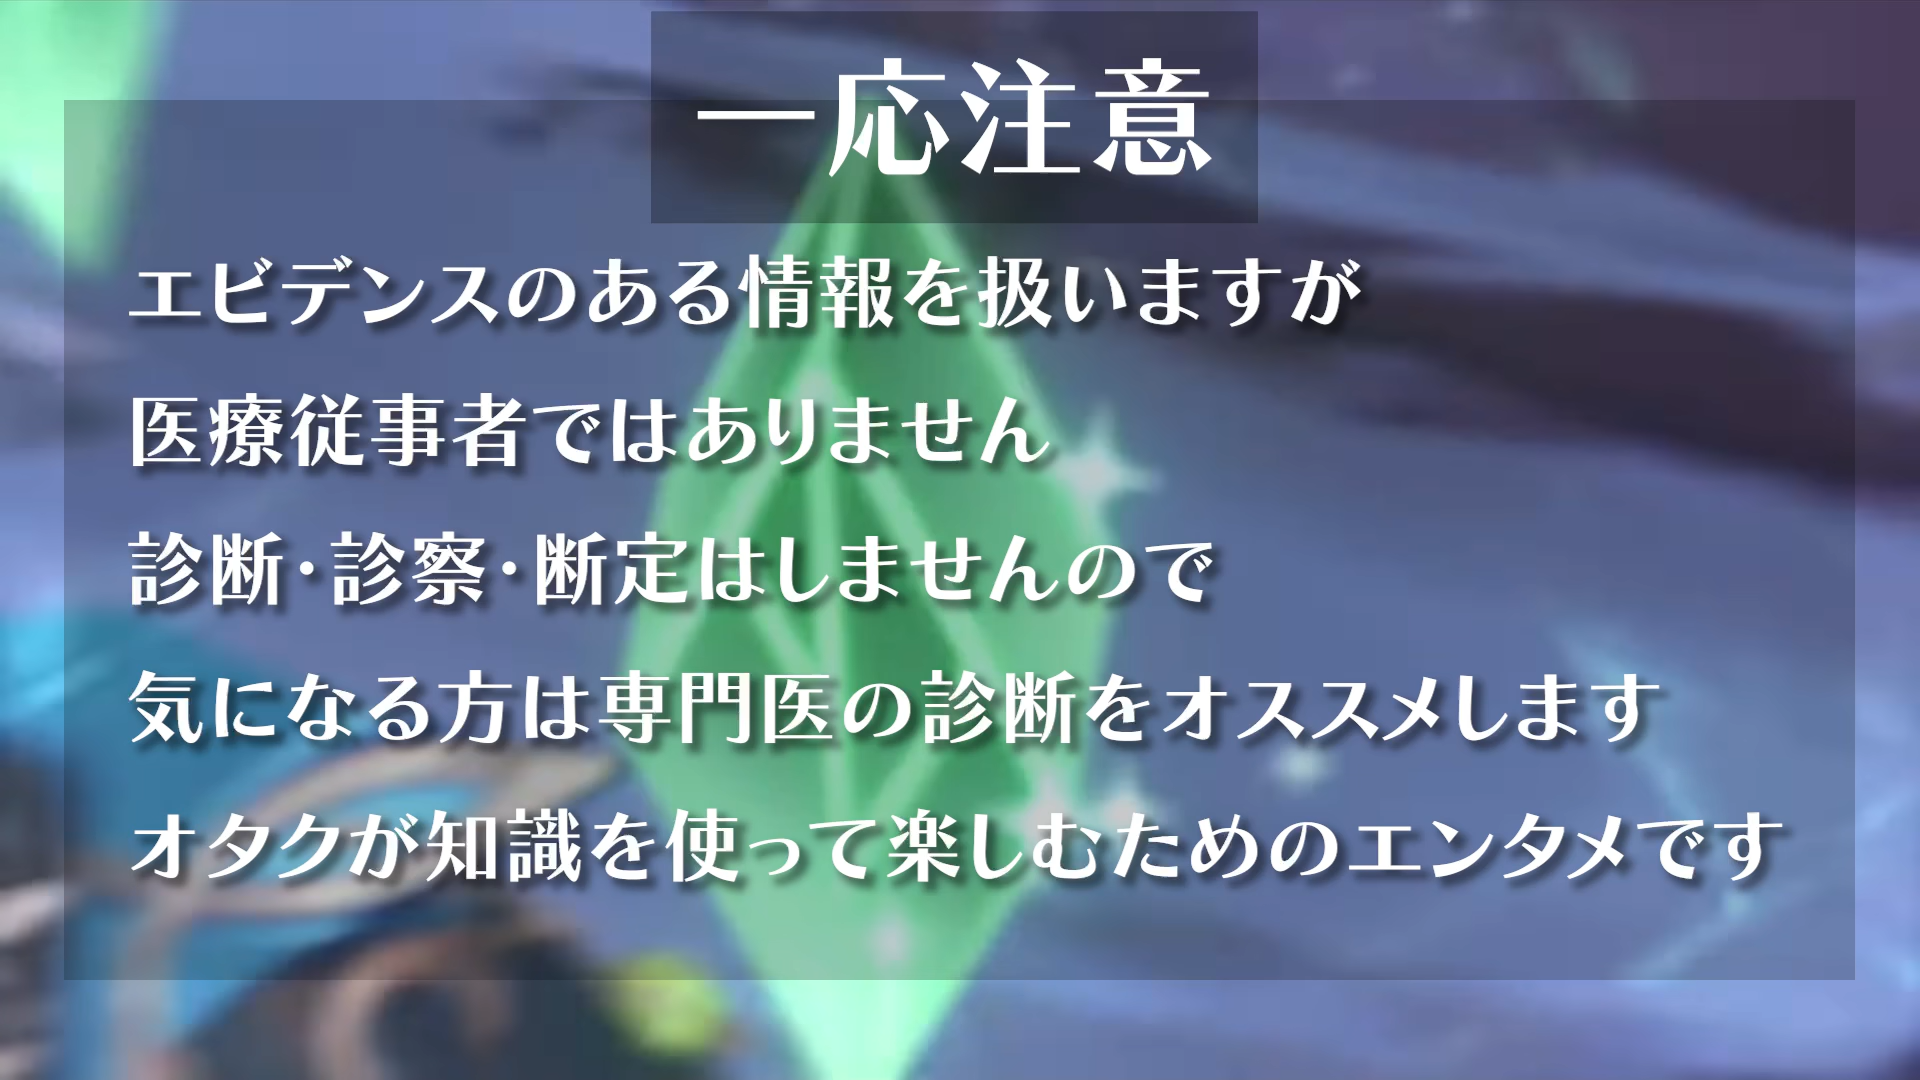 一応注意
エビデンスのある情報を扱いますが
医療従事者ではありません
診断･診察･断定はしませんので
気になる方は専門医の診断をオススメします
オタクが知識を使って楽しむためのエンタメです